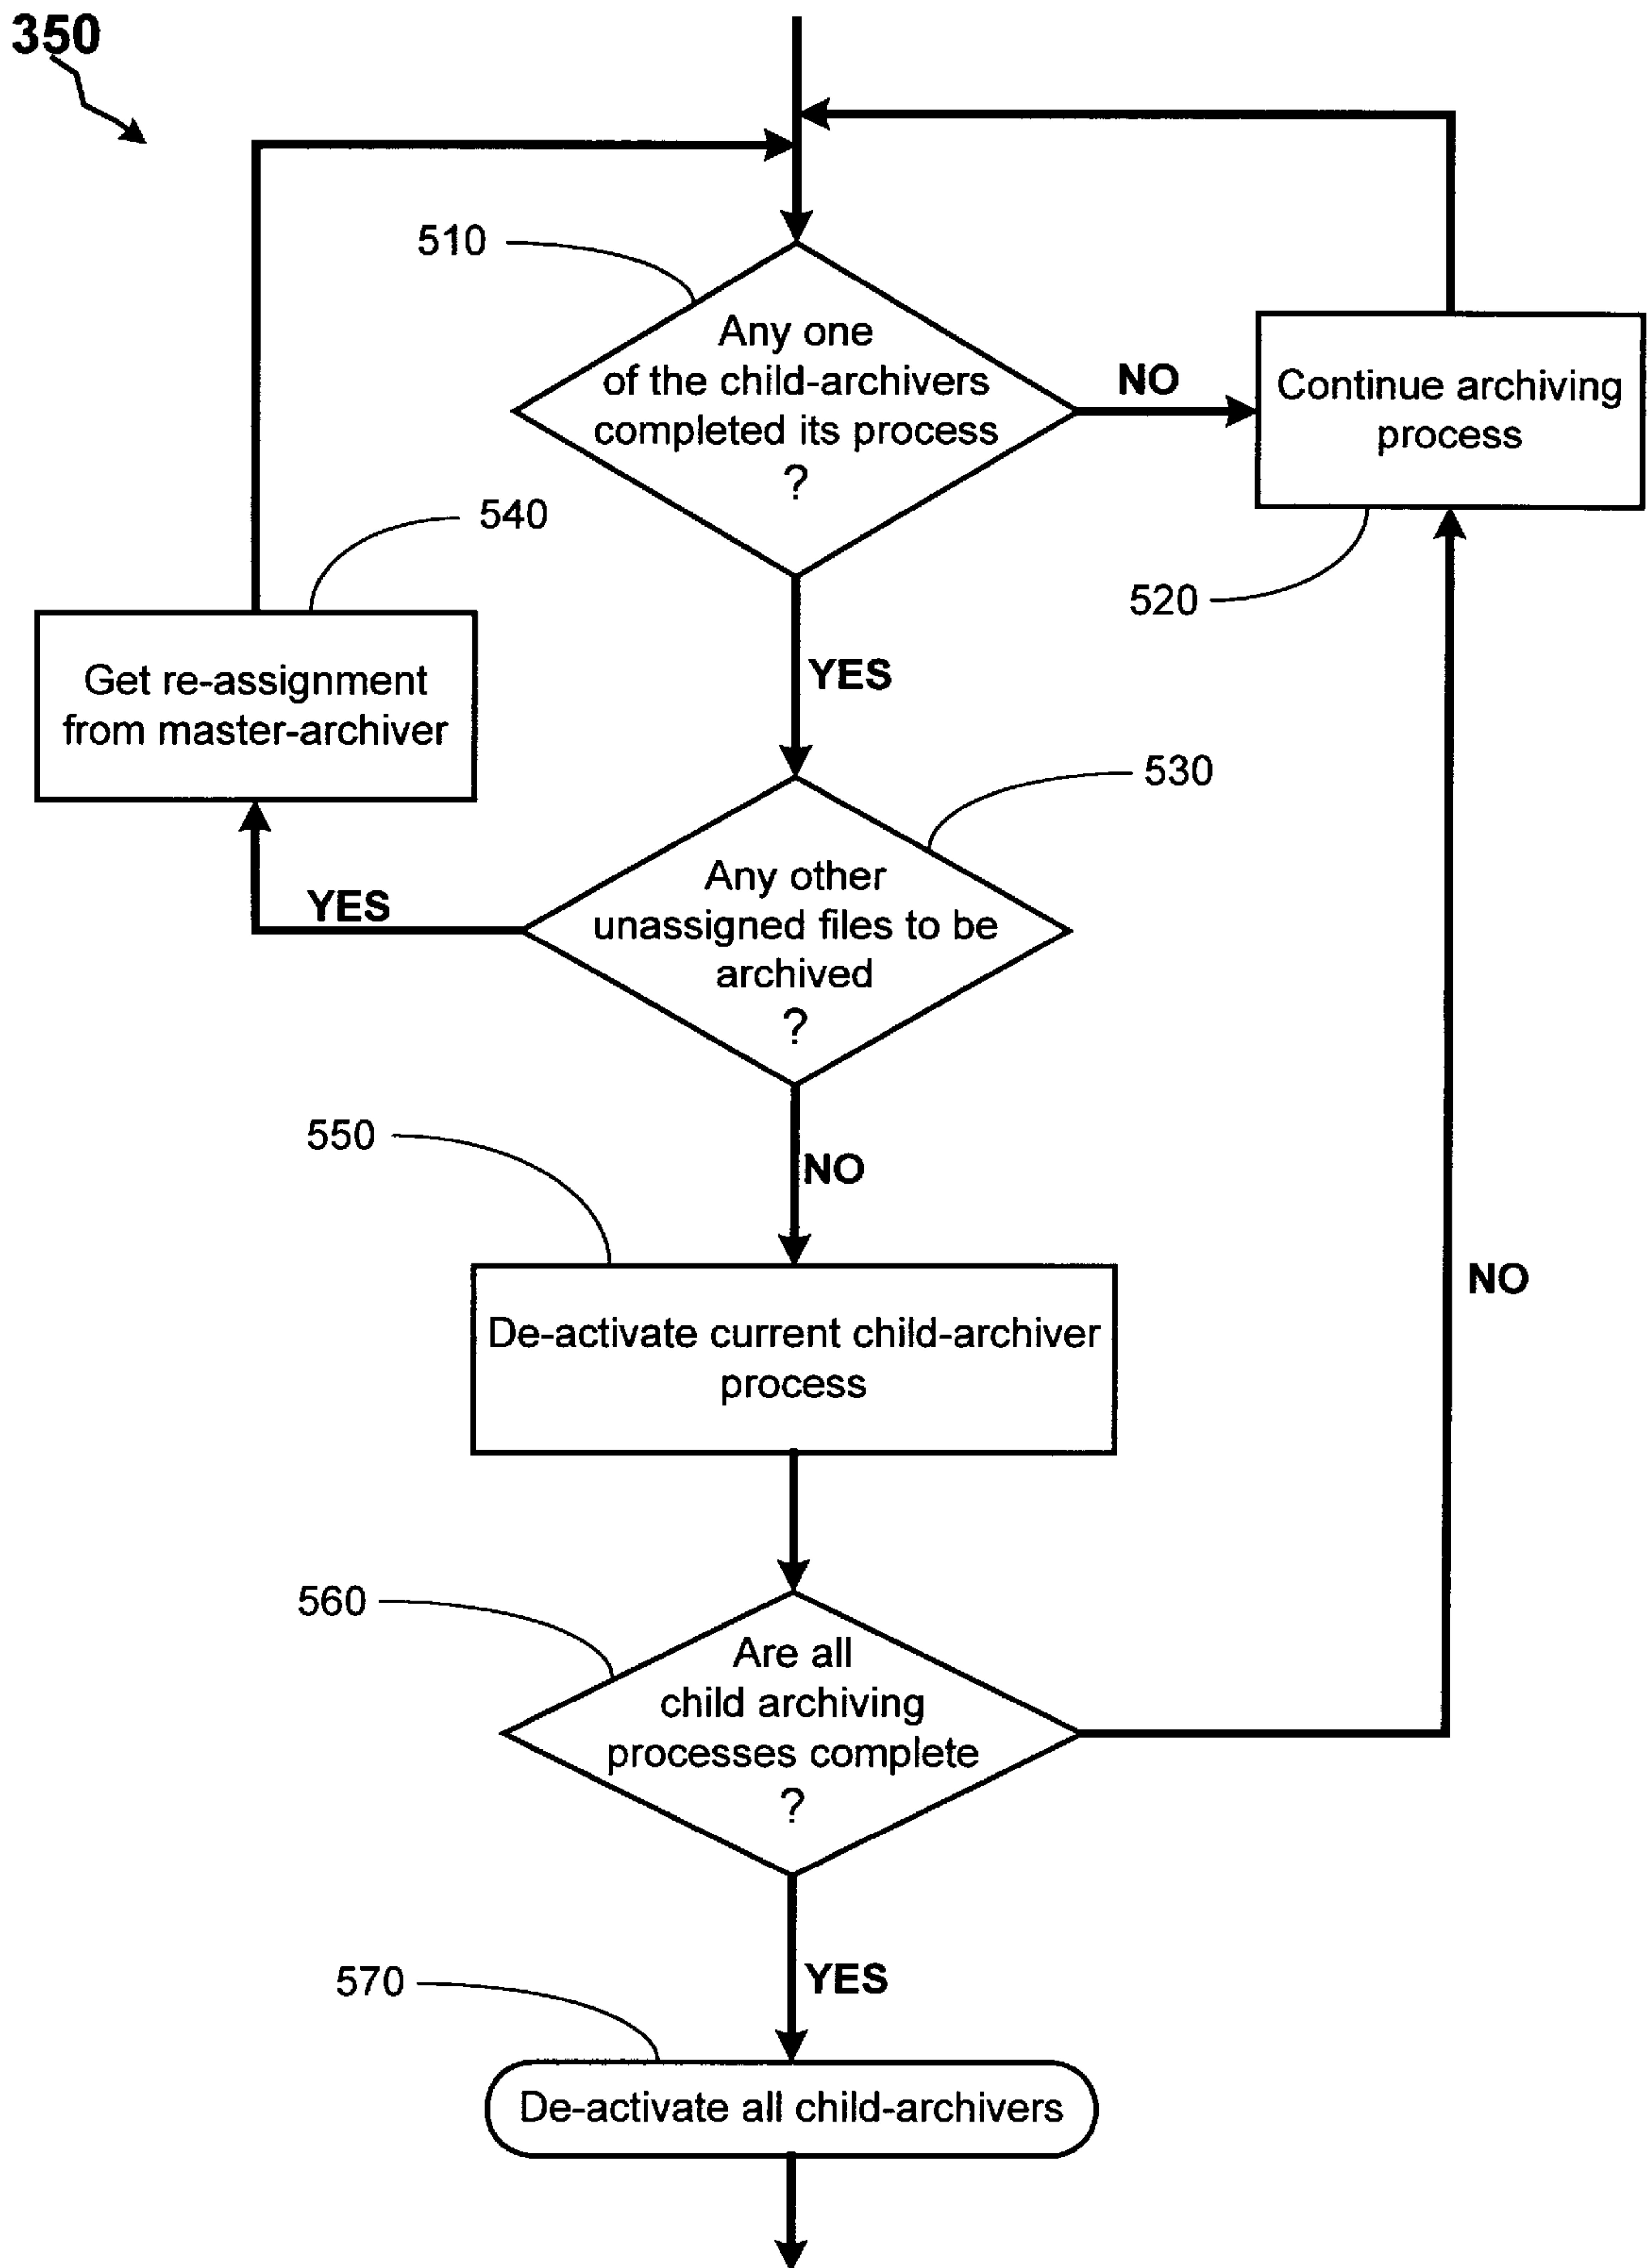 350
510
Any one
of the child-archivers
completed its process
?
NO
Continue archiving
process
520
540
Get re-assignment
from master-archiver
YES
530
Any other
unassigned files to be
archived
?
YES
550
NO
De-activate current child-archiver
process
NO
560
Are all
child archiving
processes complete
?
570
YES
De-activate all child-archivers